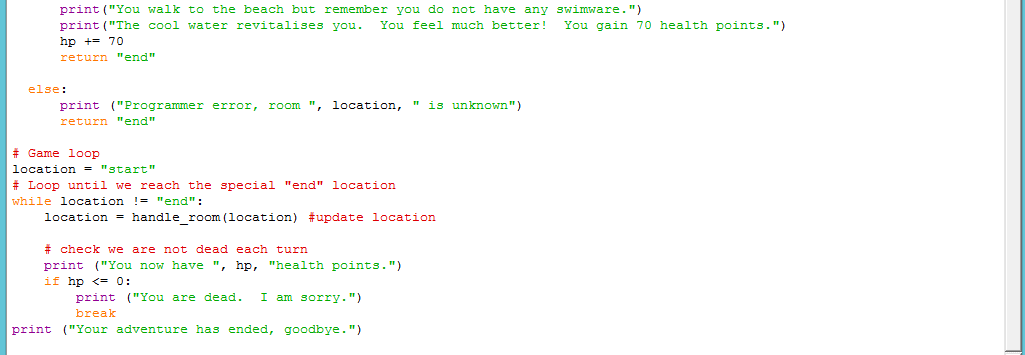 print("You walk to the beach but remember you do not have any swimware.")
        print("The cool water revitalises you.  You feel much better!  You gain 70 health points.")
        hp += 70
        return "end"

    else:
        print ("Programmer error, room ", location, " is unknown")
        return "end"

# Game loop
location = "start"
# Loop until we reach the special "end" location
while location != "end":
    location = handle_room(location) #update location

    # check we are not dead each turn
    print ("You now have ", hp, "health points.")
    if hp <= 0:
        print ("You are dead.  I am sorry.")
        break
print ("Your adventure has ended, goodbye.")